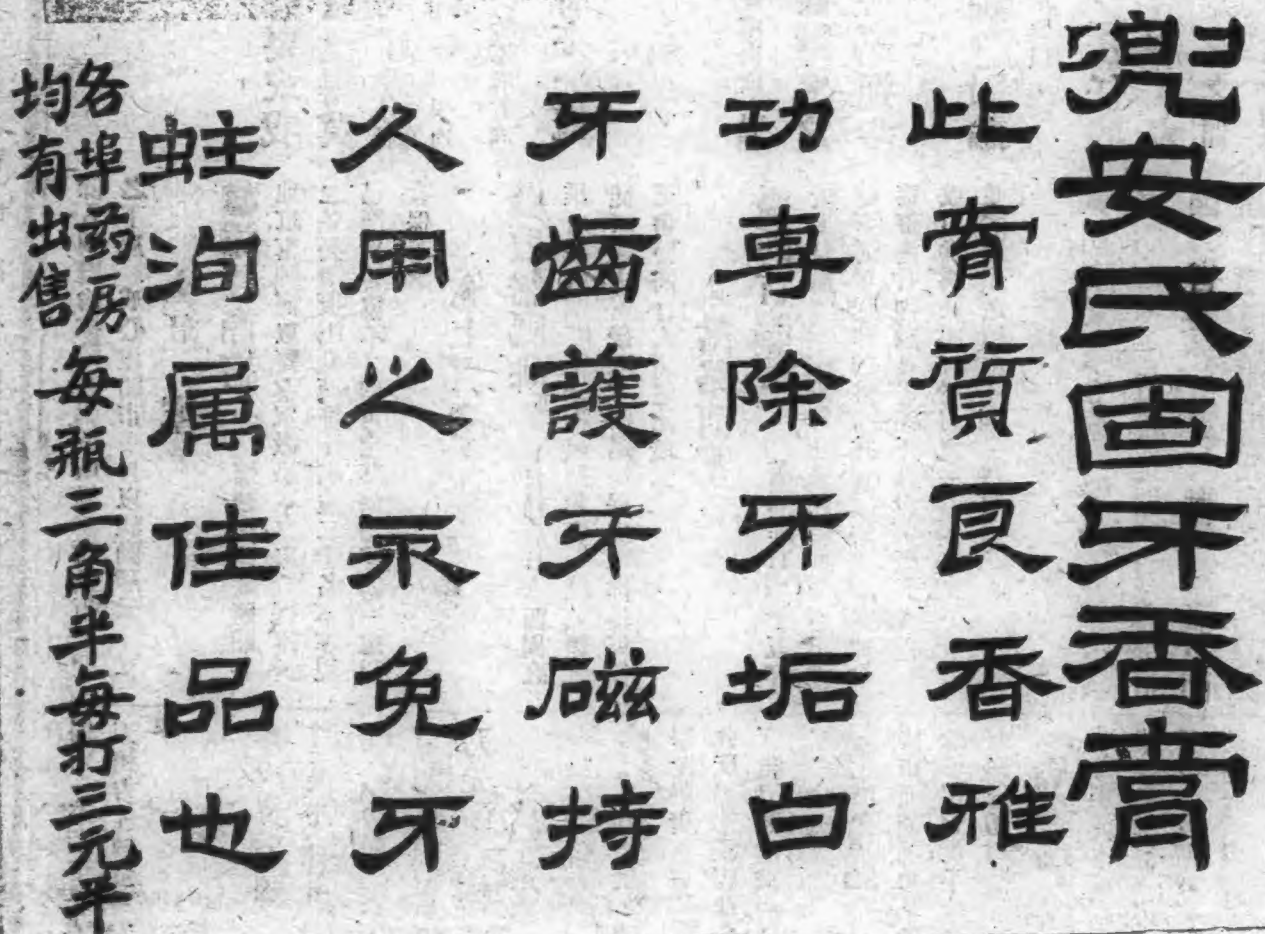 兜安氏固牙香膏
此膏質良香雅
功專除牙垢白
牙齒護牙磁持
久用之永免牙
蛀洵属佳品也
各埠药房
均有出售
每瓶三角半每打三元半